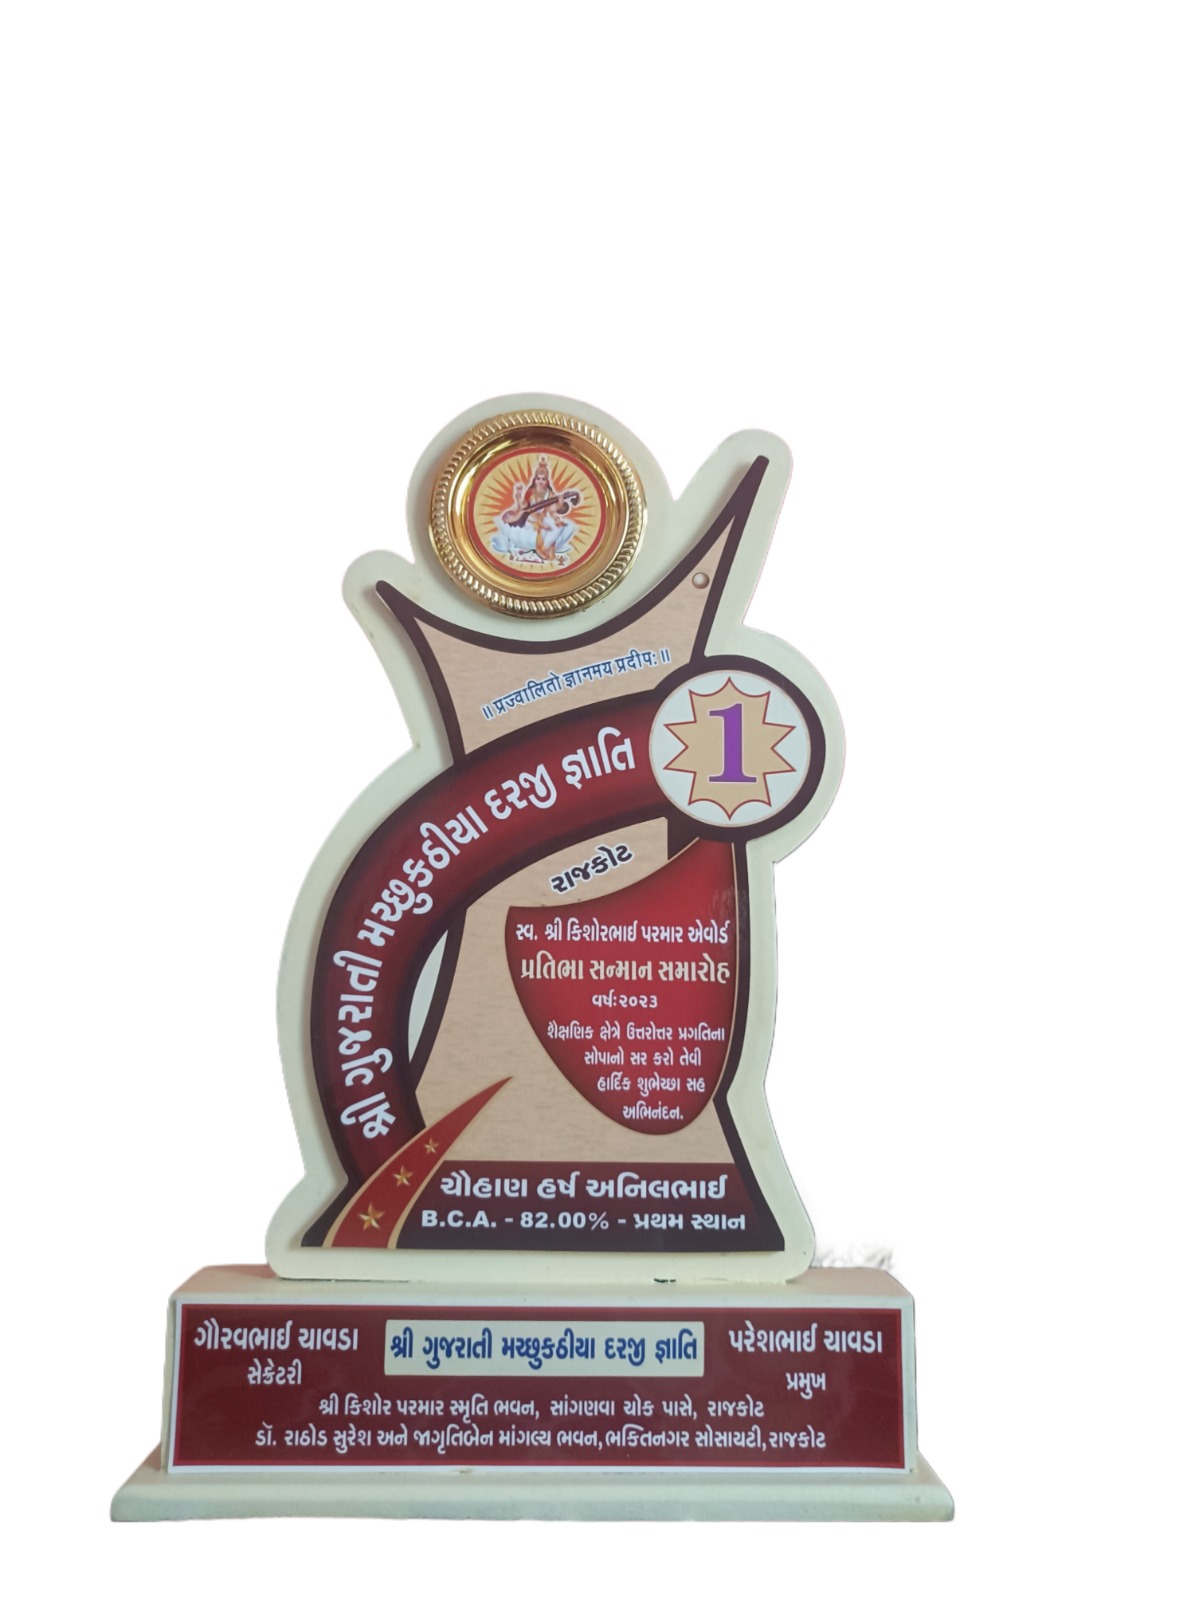 ॥ प्रज्वालितो ज्ञानमय प्रदीपः ॥
1
શ્રી ગુજરાતી મચ્છુકઠીયા દરજી જ્ઞાતિ
રાજકોટ
સ્વ. શ્રી કિશોરભાઈ પરમાર એવોર્ડ
પ્રતિભા સન્માન સમારોહ
વર્ષ:૨૦૨૩
શૈક્ષણિક ક્ષેત્રે ઉત્તરોત્તર પ્રગતિના
સોપાનો સર કરો તેવી
હાર્દિક શુભેચ્છા સહ
અભિનંદન.
ચૌહાણ હર્ષ અનિલભાઈ
B.C.A. - 82.00% - પ્રથમ સ્થાન
ગૌરવભાઈ ચાવડા
સેક્રેટરી
શ્રી ગુજરાતી મચ્છુકઠીયા દરજી જ્ઞાતિ
પરેશભાઈ ચાવડા
પ્રમુખ
શ્રી કિશોર પરમાર સ્મૃતિ ભવન, સાંગણવા ચોક પાસે, રાજકોટ
ડૉ. રાઠોડ સુરેશ અને જાગૃતિબેન માંગલ્ય ભવન,ભક્તિનગર સોસાયટી,રાજકોટ